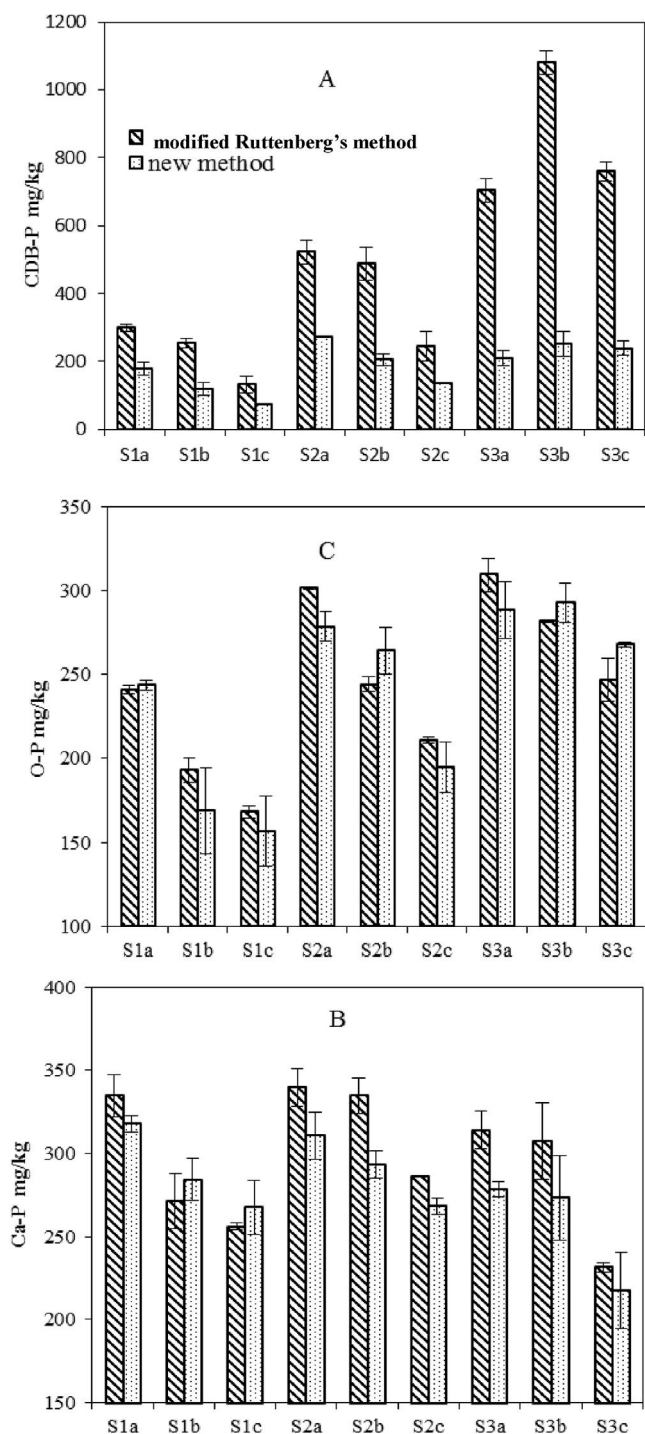 1200
1000
800
600
400
200
0
CDB-P mg/kg
A
modified Ruttenberg's method
new method
S1a S1b S1c S2a S2b S2c S3a S3b S3c
350
300
250
200
150
100
O-P mg/kg
C
S1a S1b S1c S2a S2b S2c S3a S3b S3c
400
350
300
250
200
150
Ca-P mg/kg
B
S1a S1b S1c S2a S2b S2c S3a S3b S3c